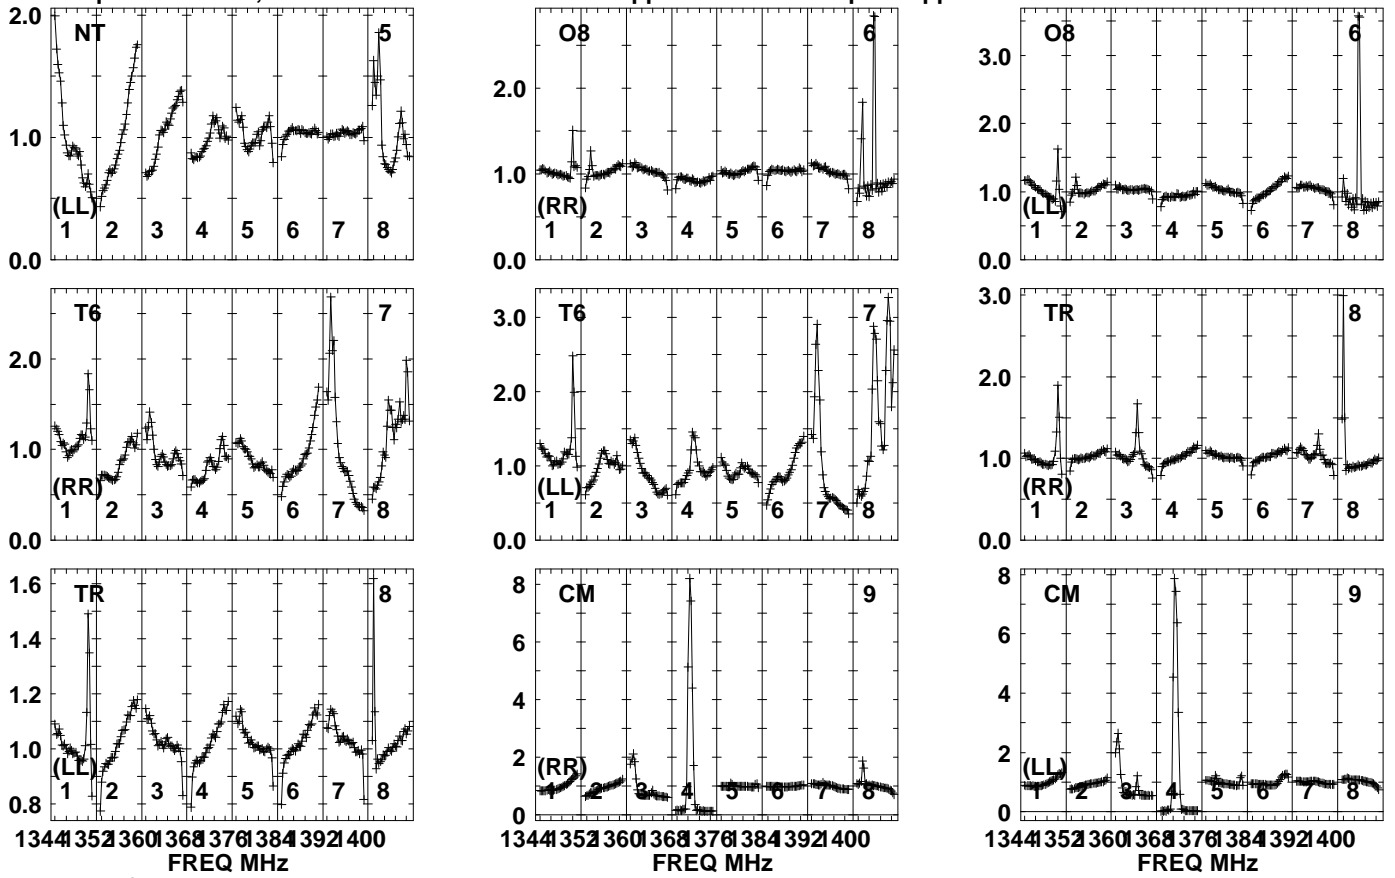 2.0 NT 5
1.0
(LL)
1 2 3 4 5 6 7 8
0.0
O8 6
2.0
1.0
(RR)
1 2 3 4 5 6 7 8
0.0
O8 6
3.0
2.0
1.0
(LL)
1 2 3 4 5 6 7 8
0.0
T6 7
2.0
1.0
(RR)
1 2 3 4 5 6 7 8
0.0
T6 7
3.0
2.0
1.0
(LL)
1 2 3 4 5 6 7 8
0.0
3.0 TR 8
2.0
1.0
(RR)
1 2 3 4 5 6 7 8
0.0
1.6 TR 8
1.4
1.2
1.0
(LL)
1 2 3 4 5 6 7 8
0.8
1344 1352 1360 1368 1376 1384 1392 1400
FREQ MHz
8 CM 9
6
4
2
(RR)
1 2 3 4 5 6 7 8
0
1344 1352 1360 1368 1376 1384 1392 1400
FREQ MHz
8 CM 9
6
4
2
(LL)
1 2 3 4 5 6 7 8
0
1344 1352 1360 1368 1376 1384 1392 1400
FREQ MHz